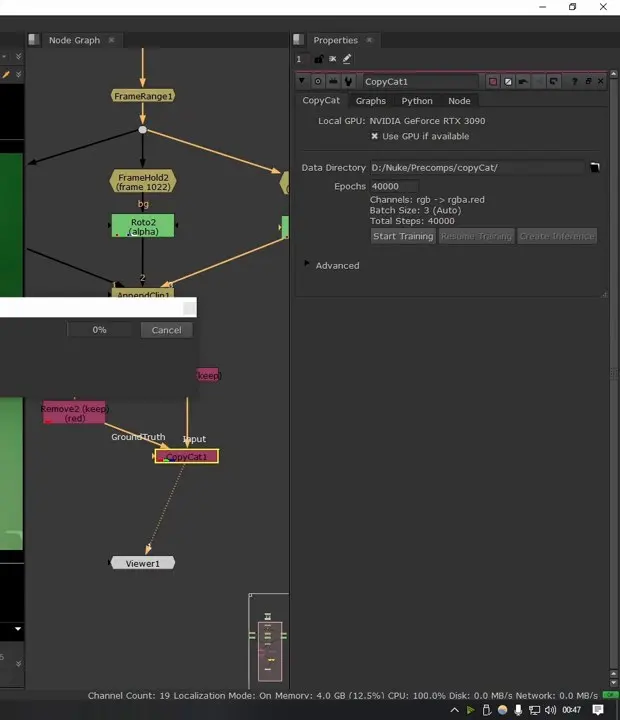 Node Graph
Properties
1
CopyCat1
CopyCat Graphs Python Node
Local GPU: NVIDIA GeForce RTX 3090
Use GPU if available
Data Directory D:/Nuke/Precomps/copyCat/
Epochs 40000
Channels: rgb -> rgba.red
Batch Size: 3 (Auto)
Total Steps: 40000
Start Training Resume Training Create Inference
Advanced
FrameRange1
FrameHold2
(frame 1022)
bg
Roto2
(alpha)
2
1
AppendClip1
0% Cancel
(keep)
Remove2 (keep)
(red)
GroundTruth Input
CopyCat1
1
Viewer1
Channel Count: 19 Localization Mode: On Memory: 4.0 GB (12.5%) CPU: 100.0% Disk: 0.0 MB/s Network: 0.0 MB/s
00:47